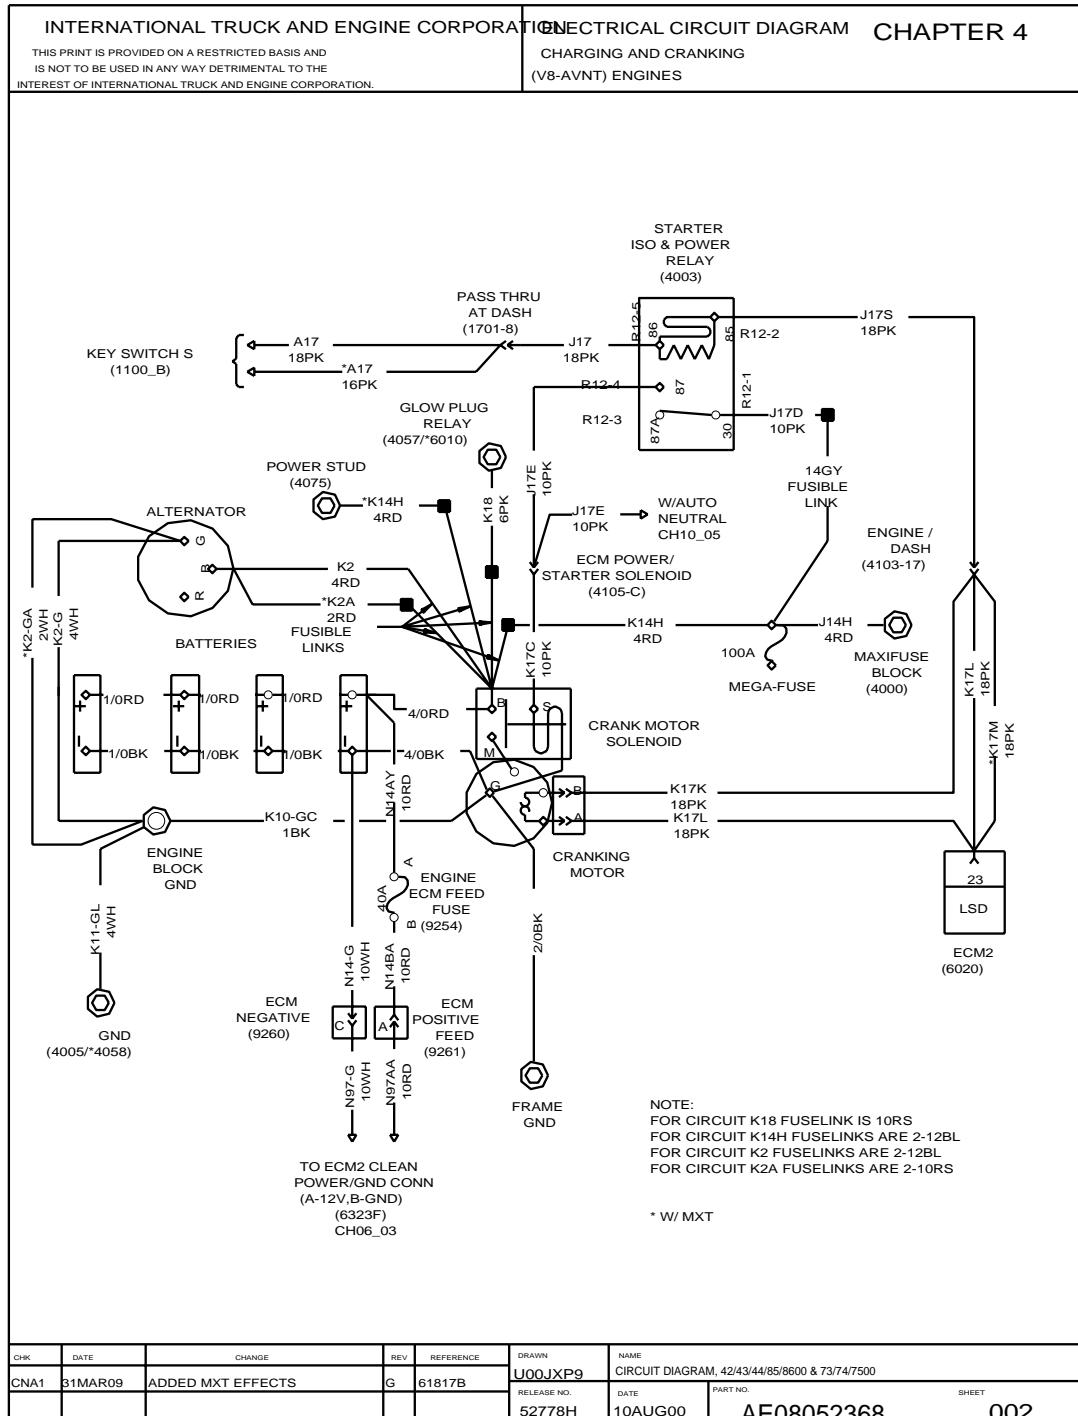 INTERNATIONAL TRUCK AND ENGINE CORPORATION
THIS PRINT IS PROVIDED ON A RESTRICTED BASIS AND
IS NOT TO BE USED IN ANY WAY DETRIMENTAL TO THE
INTEREST OF INTERNATIONAL TRUCK AND ENGINE CORPORATION.
ELECTRICAL CIRCUIT DIAGRAM
CHARGING AND CRANKING
(V8-AVNT) ENGINES
CHAPTER 4
STARTER
ISO & POWER
RELAY
(4003)
PASS THRU
AT DASH
(1701-8)
KEY SWITCH S
(1100_B)
A17
18PK
*A17
16PK
J17
18PK
R12-5
86
85
R12-2
J17S
18PK
R12-4
87
R12-1
R12-3
87A
30
J17D
10PK
GLOW PLUG
RELAY
(4057/*6010)
POWER STUD
(4075)
*K14H
4RD
K18
6PK
J17E
10PK
J17E
10PK
W/AUTO
NEUTRAL
CH10_05
14GY
FUSIBLE
LINK
ENGINE /
DASH
(4103-17)
ALTERNATOR
G
B
R
K2
4RD
*K2A
2RD
FUSIBLE
LINKS
ECM POWER/
STARTER SOLENOID
(4105-C)
*K2-GA
2WH
K2-G
4WH
BATTERIES
K17C
10PK
K14H
4RD
J14H
4RD
100A
MEGA-FUSE
MAXIFUSE
BLOCK
(4000)
K17L
18PK
*K17M
18PK
1/0RD
1/0RD
1/0RD
4/0RD
+
+
+
+
–
–
–
–
1/0BK
1/0BK
1/0BK
4/0BK
B
S
M
G
CRANK MOTOR
SOLENOID
N14AY
10RD
B
A
K17K
18PK
K17L
18PK
CRANKING
MOTOR
K10-GC
1BK
ENGINE
BLOCK
GND
A
40A
B
ENGINE
ECM FEED
FUSE
(9254)
23
LSD
ECM2
(6020)
K11-GL
4WH
N14-G
10WH
N14BA
10RD
2/0BK
GND
(4005/*4058)
ECM
NEGATIVE
(9260)
C
A
ECM
POSITIVE
FEED
(9261)
N97-G
10WH
N97AA
10RD
FRAME
GND
TO ECM2 CLEAN
POWER/GND CONN
(A-12V,B-GND)
(6323F)
CH06_03
NOTE:
FOR CIRCUIT K18 FUSELINK IS 10RS
FOR CIRCUIT K14H FUSELINKS ARE 2-12BL
FOR CIRCUIT K2 FUSELINKS ARE 2-12BL
FOR CIRCUIT K2A FUSELINKS ARE 2-10RS
* W/ MXT
CHK DATE CHANGE REV REFERENCE
CNA1 31MAR09 ADDED MXT EFFECTS G 61817B
DRAWN
U00JXP9
NAME
CIRCUIT DIAGRAM, 42/43/44/85/8600 & 73/74/7500
RELEASE NO.
52778H
DATE
10AUG00
PART NO.
AE08052368
SHEET
002